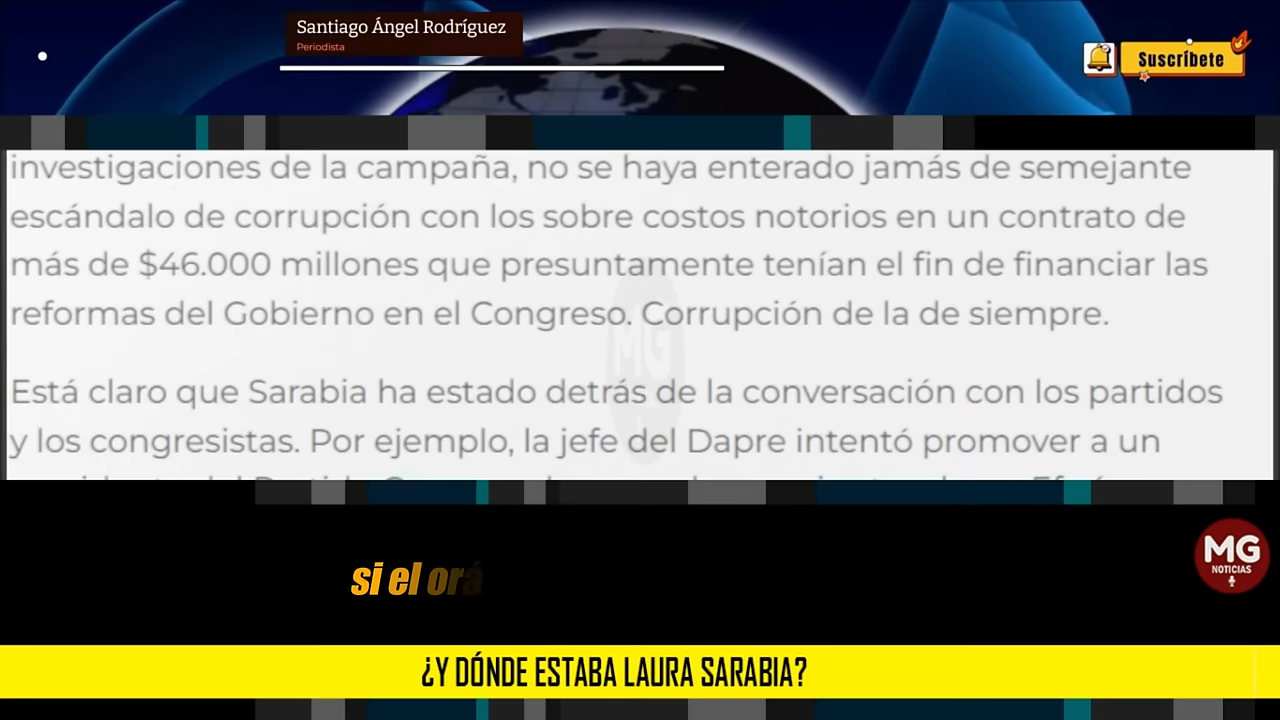 Santiago Ángel Rodríguez
Periodista
Suscríbete
investigaciones de la campaña, no se haya enterado jamás de semejante
escándalo de corrupción con los sobre costos notorios en un contrato de
más de $46.000 millones que presuntamente tenían el fin de financiar las
reformas del Gobierno en el Congreso. Corrupción de la de siempre.
Está claro que Sarabia ha estado detrás de la conversación con los partidos
y los congresistas. Por ejemplo, la jefe del Dapre intentó promover a un
MG
si el orá
MG
NOTICIAS
¿Y DÓNDE ESTABA LAURA SARABIA?